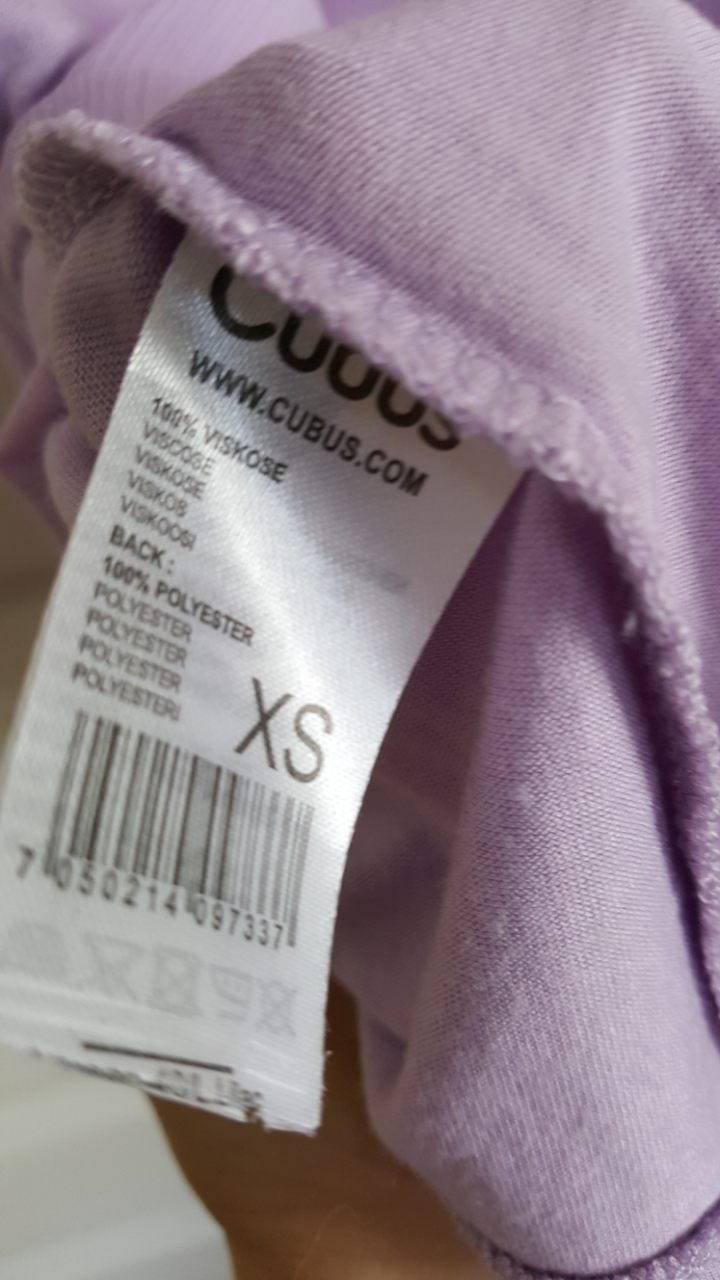 Cubus
WWW.CUBUS.COM
100% VISKOSE
VISCOSE
VISKOSE
VISKOS
VISKOOSI
BACK :
100% POLYESTER
POLYESTER
POLYESTER
POLYESTER
POLYESTERI
XS
7 050214 097337